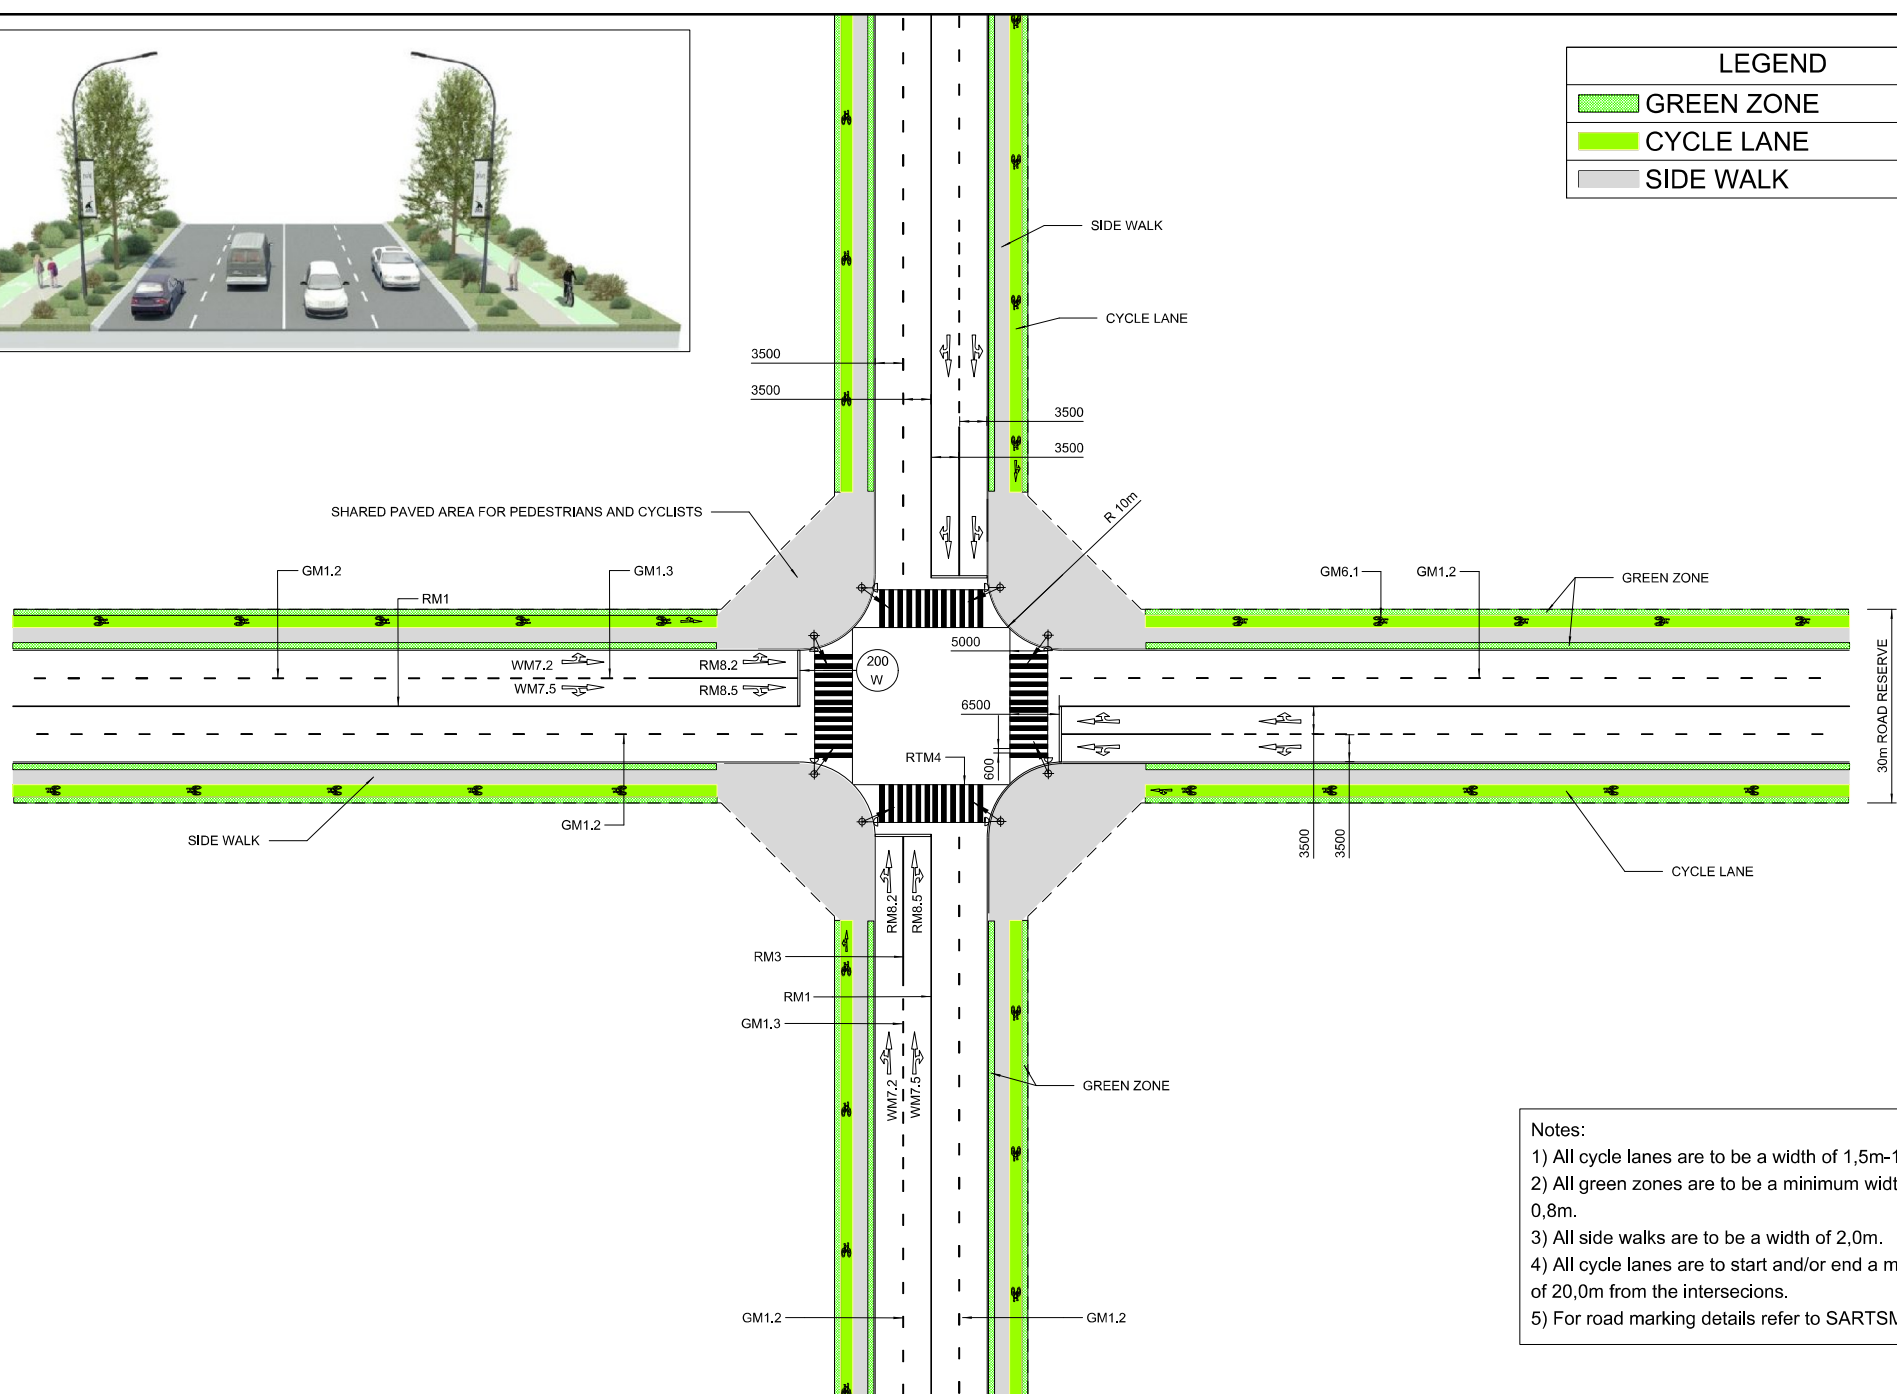 LEGEND
GREEN ZONE
CYCLE LANE
SIDE WALK
SIDE WALK
CYCLE LANE
3500
3500
3500
3500
SHARED PAVED AREA FOR PEDESTRIANS AND CYCLISTS
R 10m
GM1.2
GM1.3
RM1
GM6.1
GM1.2
GREEN ZONE
WM7.2
RM8.2
WM7.5
RM8.5
200
W
5000
6500
600
RTM4
30m ROAD RESERVE
GM1.2
SIDE WALK
3500
3500
CYCLE LANE
RM8.2
RM8.5
RM3
RM1
GM1.3
WM7.2
WM7.5
GREEN ZONE
GM1.2
GM1.2
Notes:
1) All cycle lanes are to be a width of 1,5m-1
2) All green zones are to be a minimum widt
0,8m.
3) All side walks are to be a width of 2,0m.
4) All cycle lanes are to start and/or end a m
of 20,0m from the intersecions.
5) For road marking details refer to SARTSM